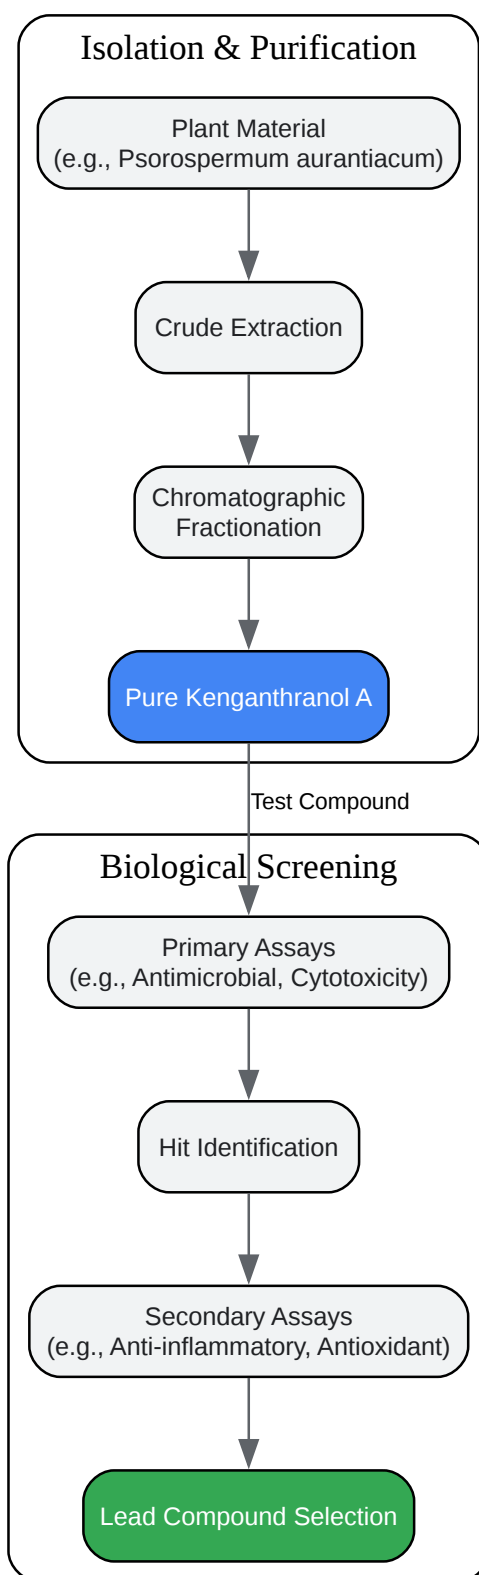 Isolation & Purification
Plant Material
(e.g., Psorospermum aurantiacum)
Crude Extraction
Chromatographic
Fractionation
Pure Kenganthranol A
Test Compound
Biological Screening
Primary Assays
(e.g., Antimicrobial, Cytotoxicity)
Hit Identification
Secondary Assays
(e.g., Anti-inflammatory, Antioxidant)
Lead Compound Selection